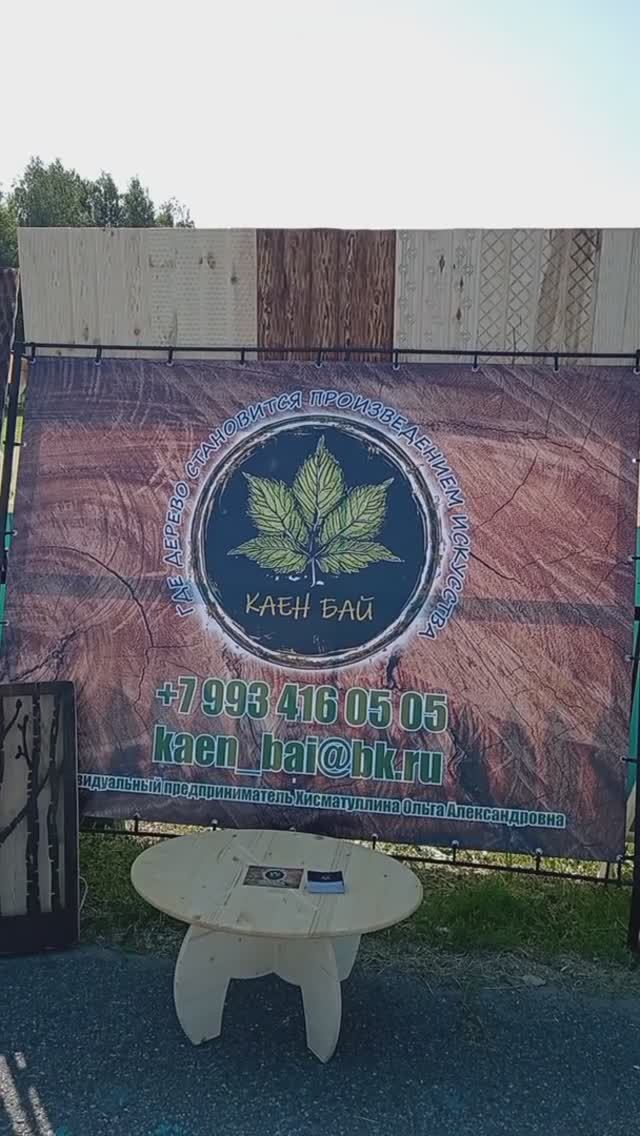 ГДЕ ДЕРЕВО СТАНОВИТСЯ ПРОИЗВЕДЕНИЕМ ИСКУССТВА
КАЕН БАЙ
+7 993 416 05 05
kaen_bai@bk.ru
видуальный предприниматель Хисматуллина Ольга Александровна